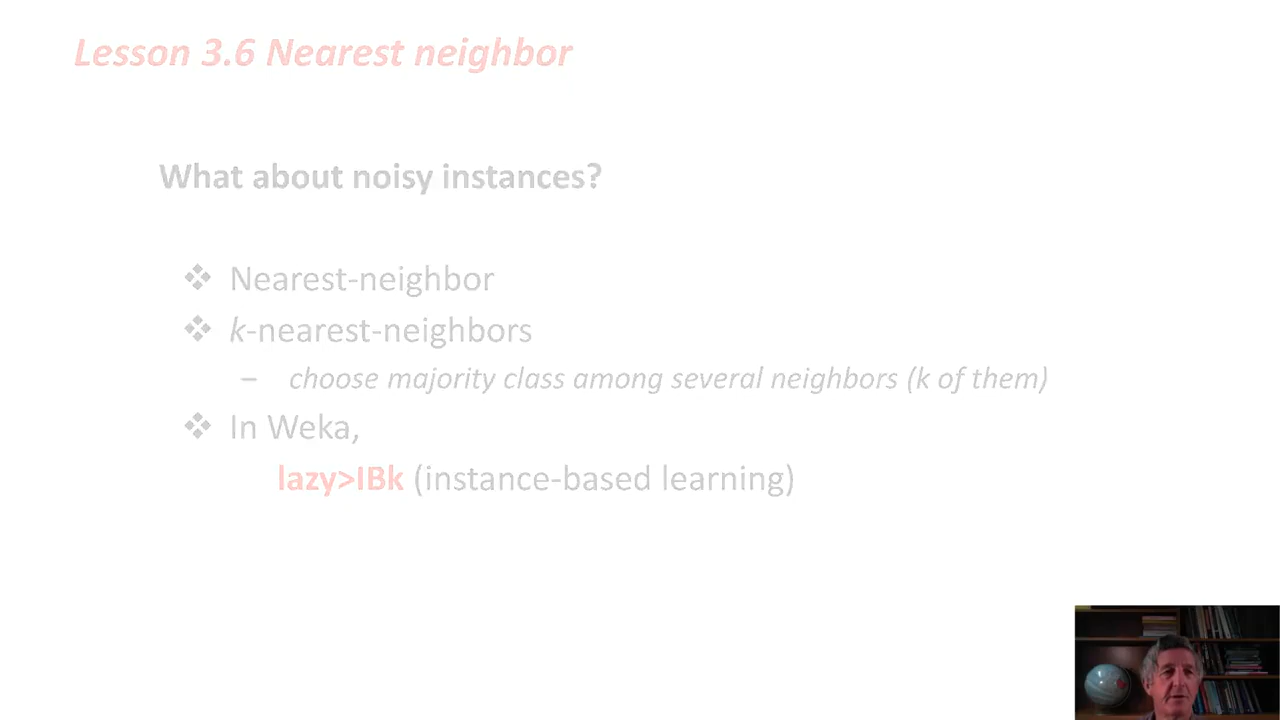 Lesson 3.6 Nearest neighbor
What about noisy instances?
❖ Nearest-neighbor
❖ k-nearest-neighbors
– choose majority class among several neighbors (k of them)
❖ In Weka,
lazy>IBk (instance-based learning)